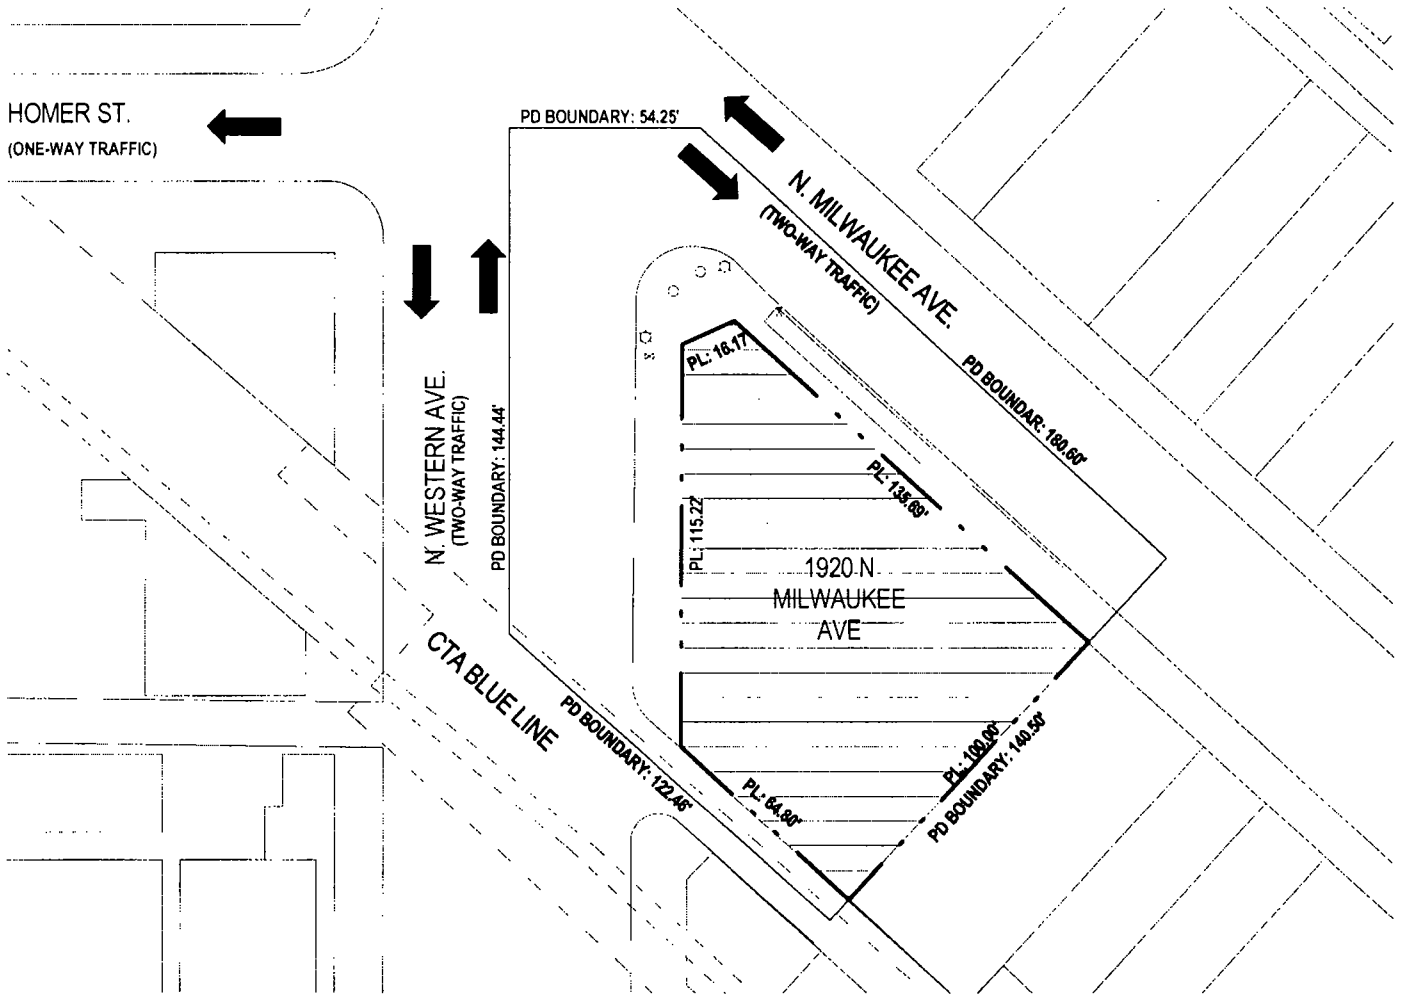 HOMER ST.
(ONE-WAY TRAFFIC)
PD BOUNDARY: 54.25'
N. MILWAUKEE AVE.
(TWO-WAY TRAFFIC)
N. WESTERN AVE.
(TWO-WAY TRAFFIC)
PD BOUNDARY: 144.44'
PL: 16.17'
PD BOUNDAR: 180.60'
PL: 135.69'
PL: 115.22'
1920 N
MILWAUKEE
AVE
CTA BLUE LINE
PD BOUNDARY: 122.46'
PL: 64.80'
PL: 100.00'
PD BOUNDARY: 140.50'